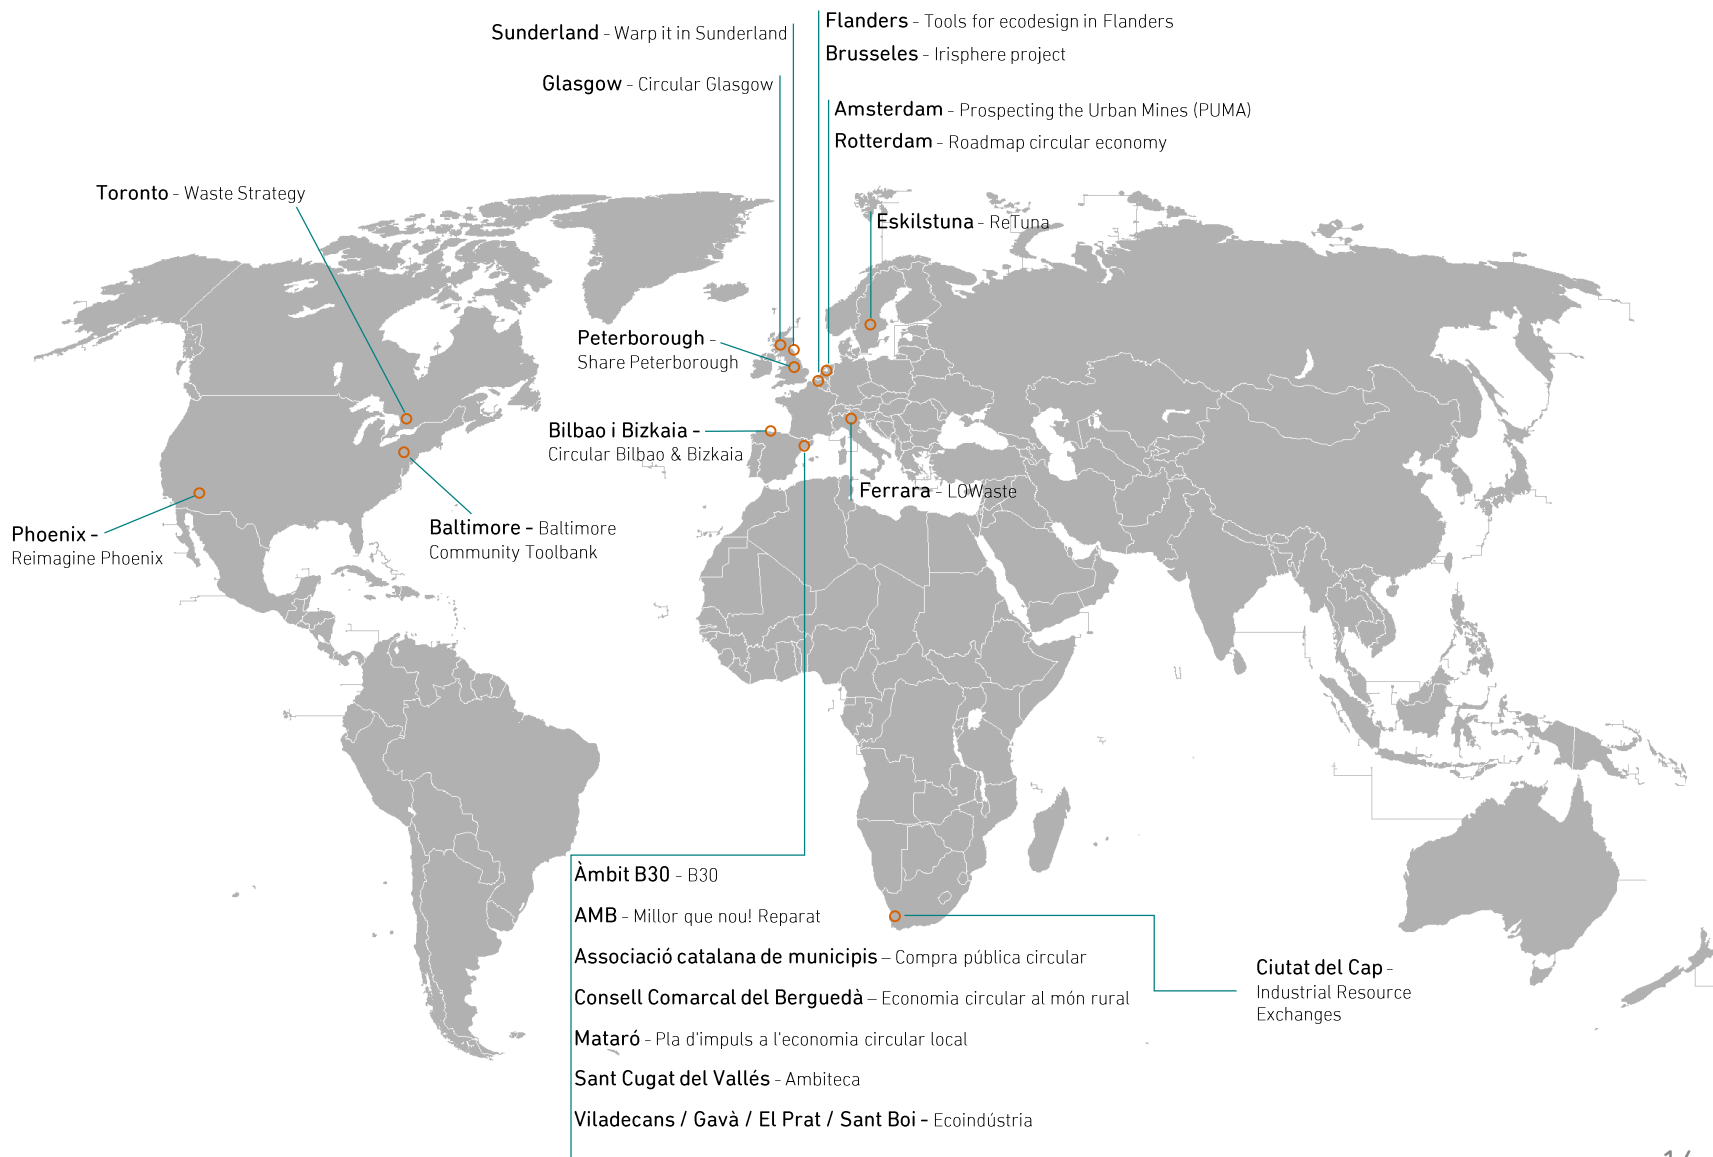 Sunderland - Warp it in Sunderland
Flanders - Tools for ecodesign in Flanders
Brusseles - Irisphere project
Glasgow - Circular Glasgow
Amsterdam - Prospecting the Urban Mines (PUMA)
Rotterdam - Roadmap circular economy
Toronto - Waste Strategy
Eskilstuna - ReTuna
Peterborough -
Share Peterborough
Bilbao i Bizkaia -
Circular Bilbao & Bizkaia
Ferrara - LOWaste
Phoenix -
Reimagine Phoenix
Baltimore - Baltimore
Community Toolbank
Àmbit B30 - B30
AMB - Millor que nou! Reparat
Associació catalana de municipis – Compra pública circular
Consell Comarcal del Berguedà – Economia circular al món rural
Mataró - Pla d'impuls a l'economia circular local
Sant Cugat del Vallés - Ambiteca
Viladecans / Gavà / El Prat / Sant Boi - Ecoindústria
Ciutat del Cap -
Industrial Resource
Exchanges